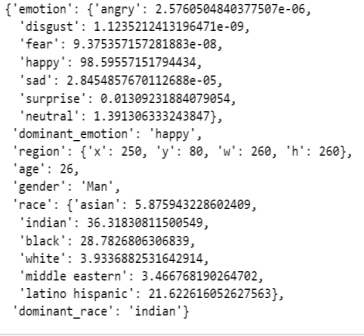 {'emotion': {'angry': 2.5760504840377507e-06,
'disgust': 1.1235212413196471e-09,
'fear': 9.375357157281883e-08,
'happy': 98.59557151794434,
'sad': 2.8454857670112688e-05,
'surprise': 0.01309231884079054,
'neutral': 1.391306333243847},
'dominant_emotion': 'happy',
'region': {'x': 250, 'y': 80, 'w': 260, 'h': 260},
'age': 26,
'gender': 'Man',
'race': {'asian': 5.875943228602409,
'indian': 36.31830811500549,
'black': 28.7826806306839,
'white': 3.9336882531642914,
'middle eastern': 3.466768190264702,
'latino hispanic': 21.622616052627563},
'dominant_race': 'indian'}